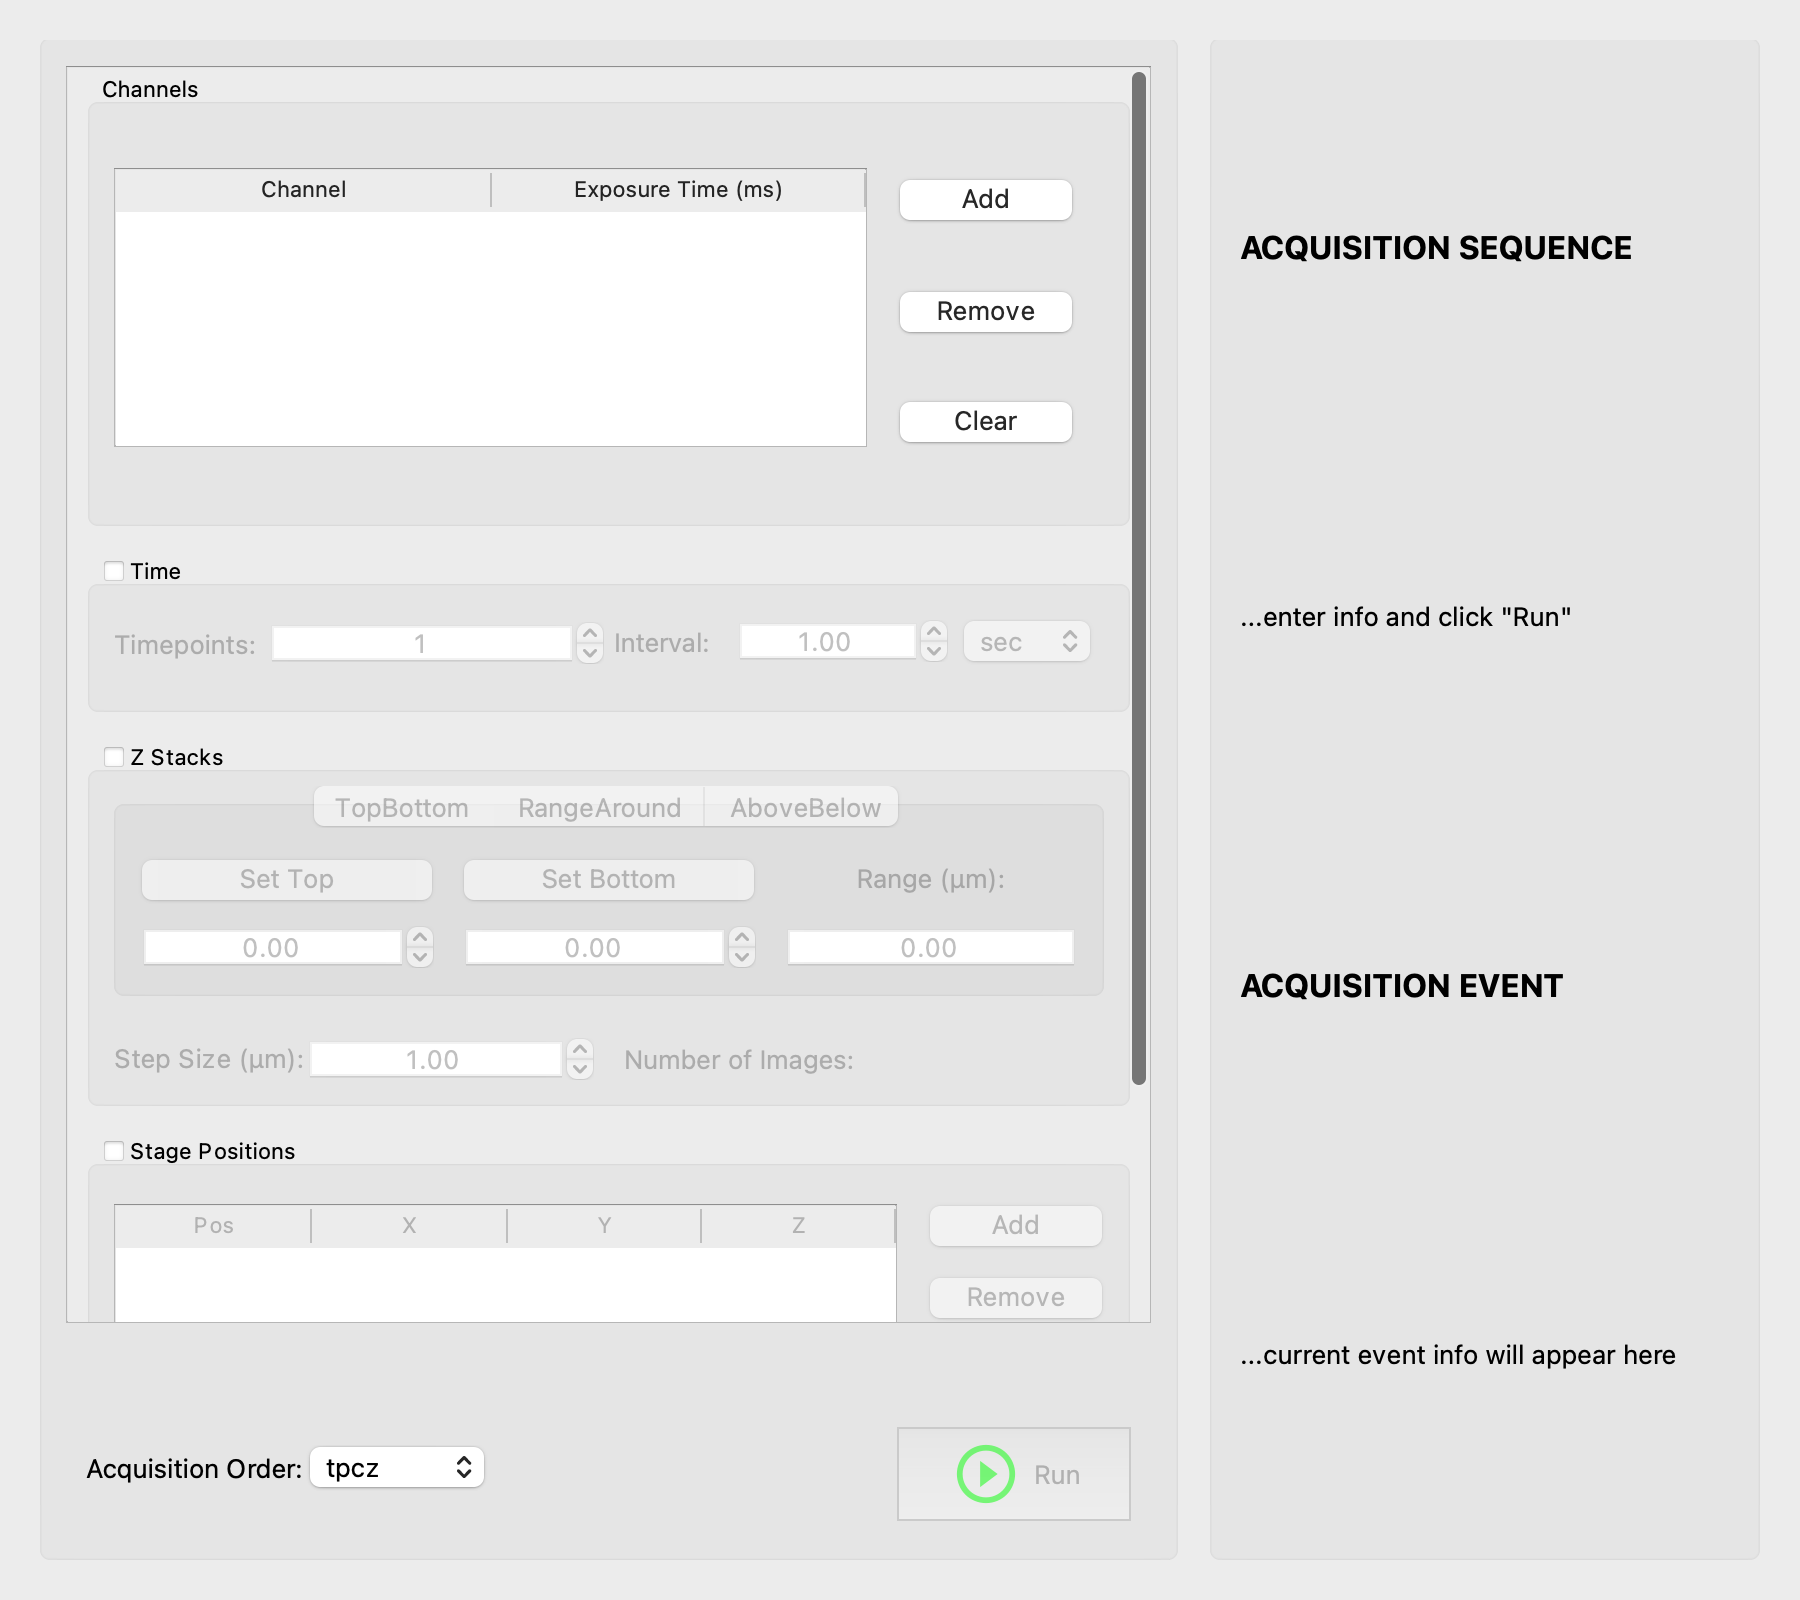 Channels
Channel Exposure Time (ms)
Add
Remove
Clear
Time
Timepoints: 1 Interval: 1.00 sec
Z Stacks
TopBottom RangeAround AboveBelow
Set Top Set Bottom Range (µm):
0.00 0.00 0.00
Step Size (µm): 1.00 Number of Images:
Stage Positions
Pos X Y Z
Add
Remove
Acquisition Order: tpcz
Run
ACQUISITION SEQUENCE
...enter info and click "Run"
ACQUISITION EVENT
...current event info will appear here